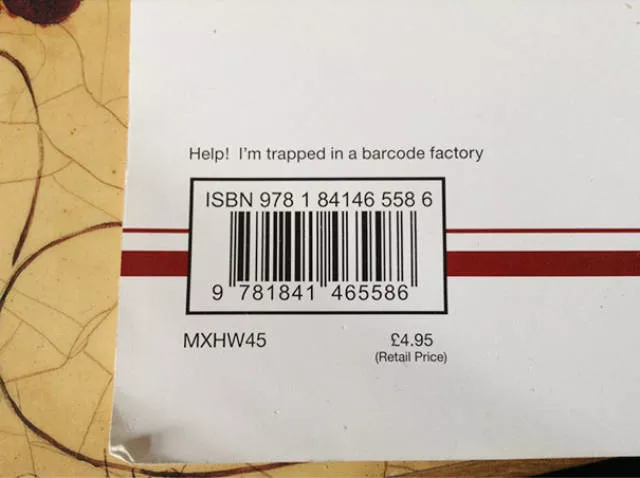 Help! I'm trapped in a barcode factory
ISBN 978 1 84146 558 6
9 781841 465586
MXHW45
£4.95
(Retail Price)